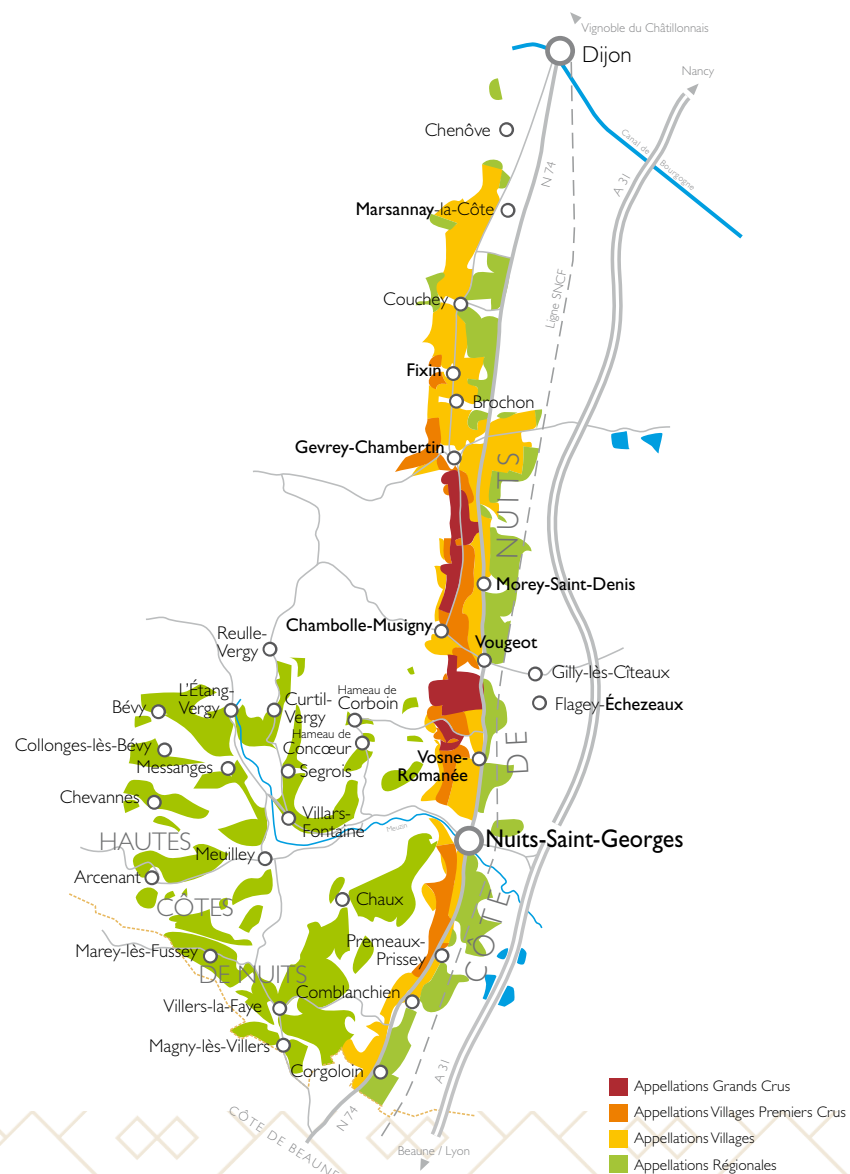 Vignoble du Châtillonnais
Dijon
Nancy
Chenôve
Canal de
Bourgogne
N 74
A 31
Marsannay-la-Côte
Ligne SNCF
Couchey
Fixin
Brochon
Gevrey-Chambertin
NUITS
Morey-Saint-Denis
Chambolle-Musigny
Reulle-
Vergy
Vougeot
Gilly-lès-Cîteaux
L'Étang-
Vergy
Curtil-
Vergy
Hameau de
Corboin
Flagey-Échezeaux
Bévy
Hameau de
Concœur
Collonges-lès-Bévy
Messanges
Segrois
Vosne-
Romanée
DE
Chevannes
Villars-
Fontaine
Meuzin
Nuits-Saint-Georges
HAUTES
Meuilley
Arcenant
CÔTES
Chaux
CÔTE
Marey-lès-Fussey
Premeaux-
Prissey
DE NUITS
Comblanchien
Villers-la-Faye
Magny-lès-Villers
Corgoloin
A 31
N 74
CÔTE DE BEAUNE
Beaune / Lyon
Appellations Grands Crus
Appellations Villages Premiers Crus
Appellations Villages
Appellations Régionales